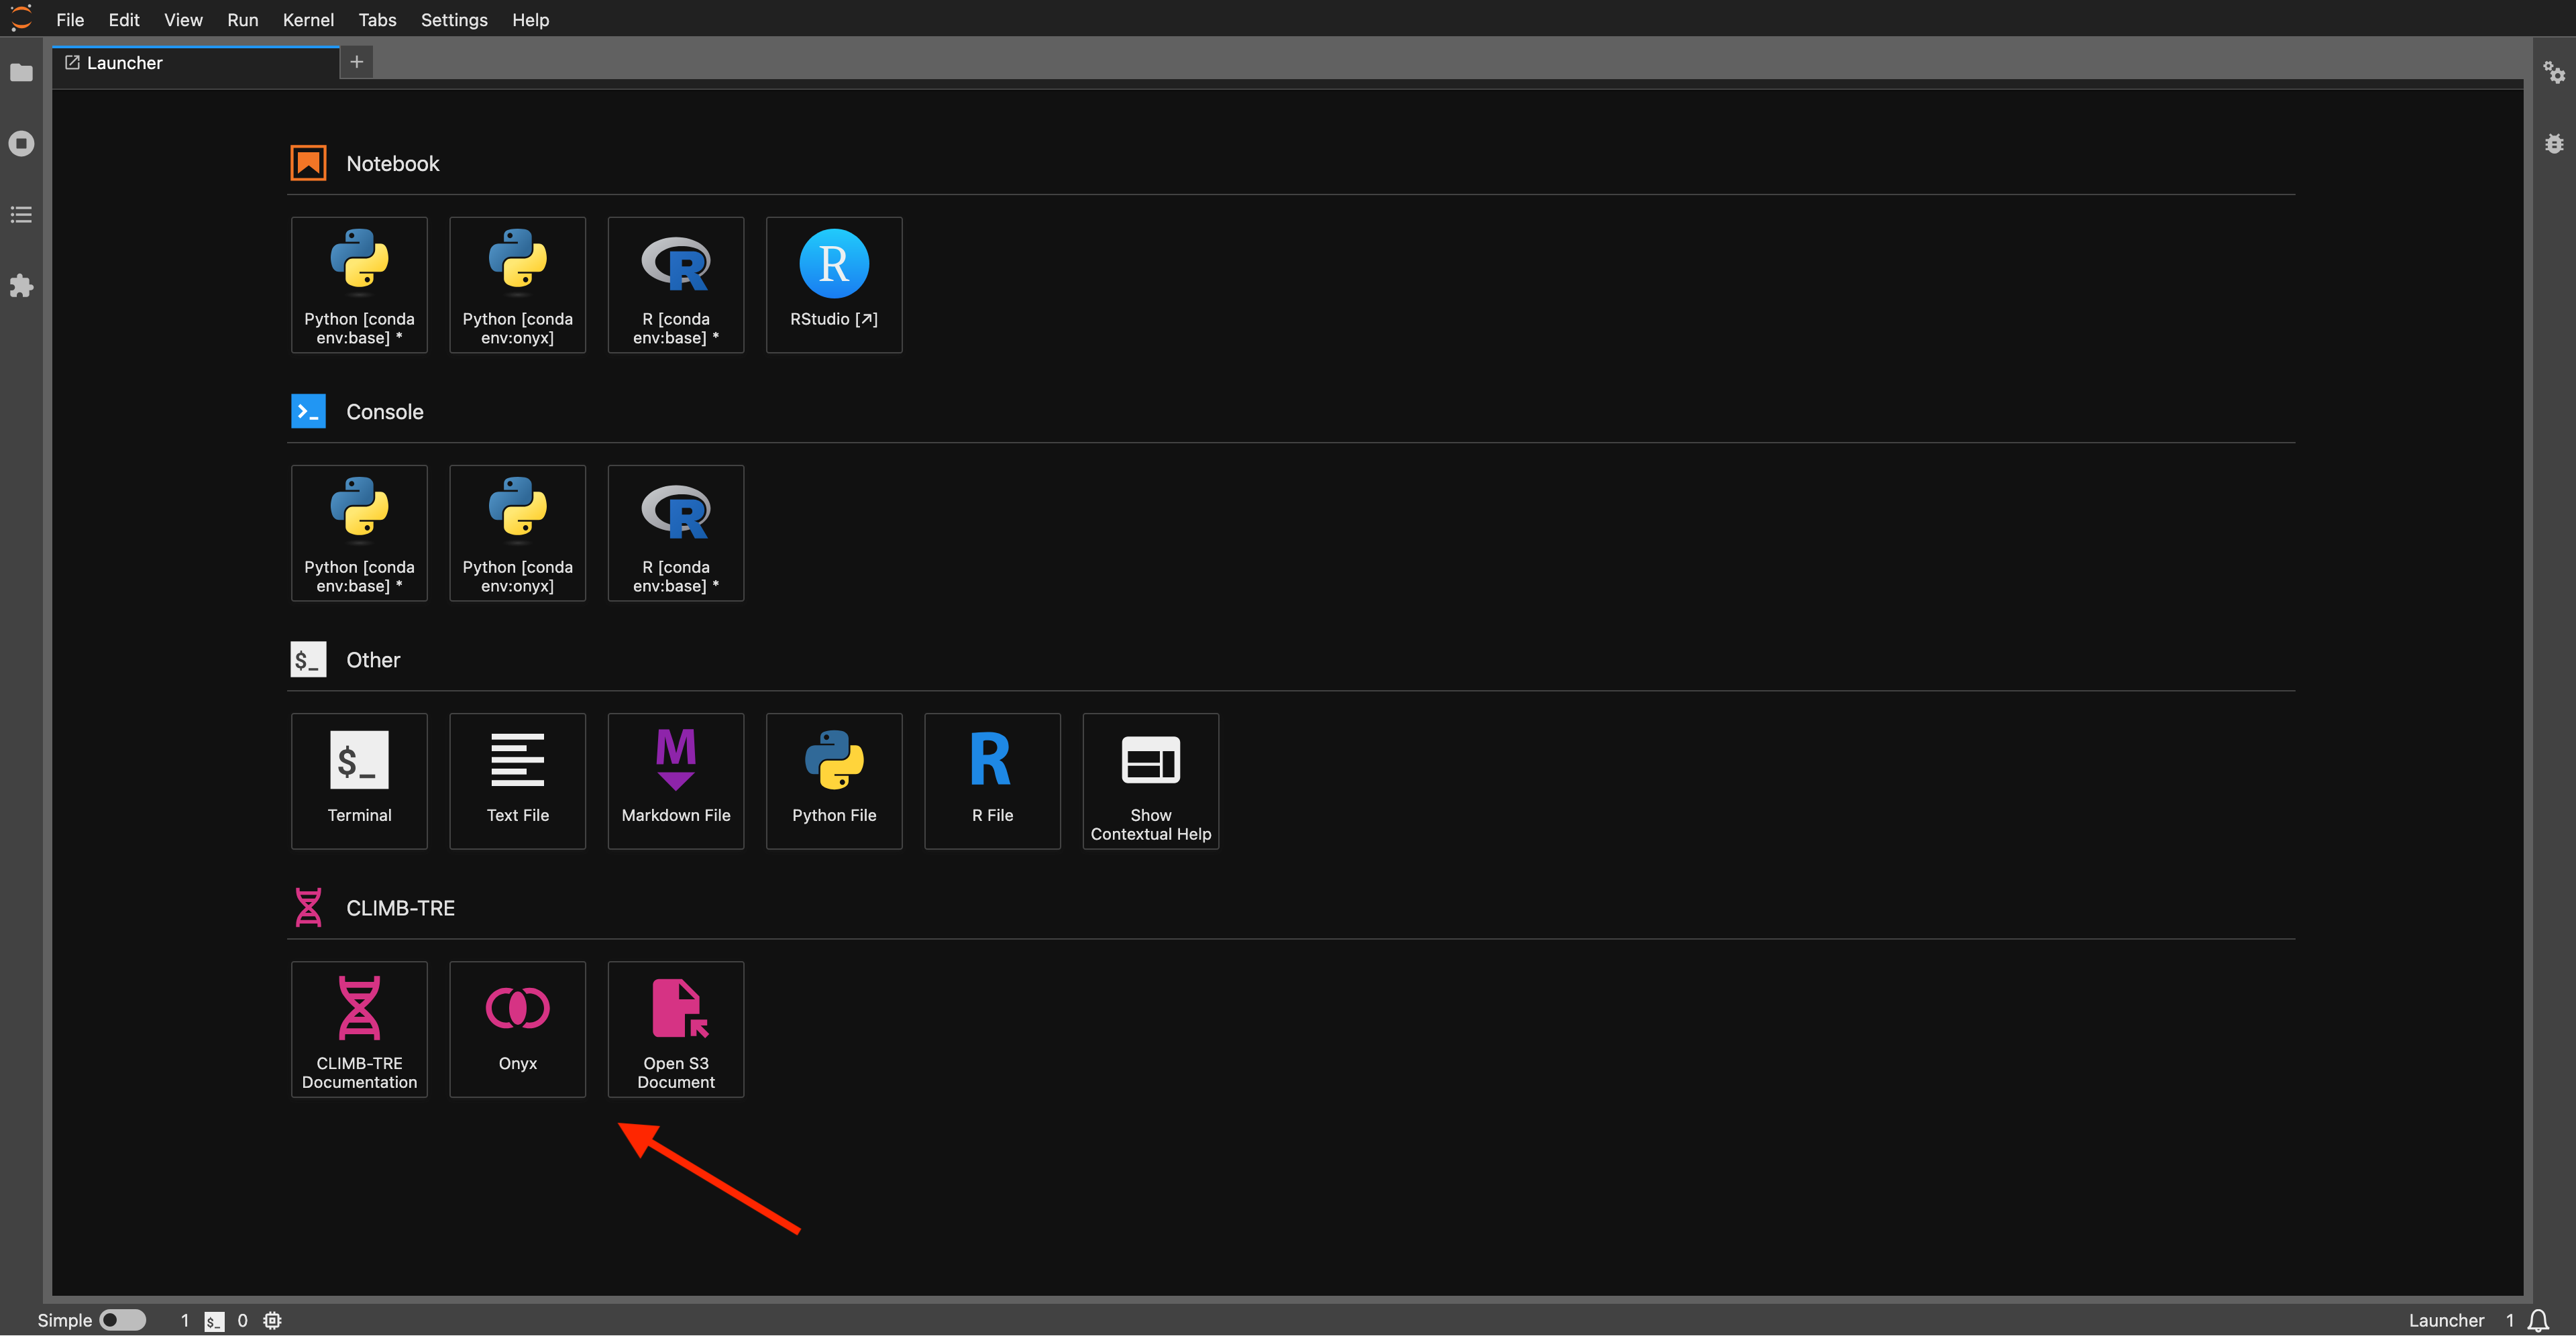 File Edit View Run Kernel Tabs Settings Help
Launcher +
Notebook
Python [conda env:base] *
Python [conda env:onyx]
R [conda env:base] *
RStudio [↗]
Console
Python [conda env:base] *
Python [conda env:onyx]
R [conda env:base] *
$_ Other
$_ Terminal
Text File
M Markdown File
Python File
R R File
Show Contextual Help
CLIMB-TRE
CLIMB-TRE Documentation
Onyx
Open S3 Document
Simple 1 $_ 0 Launcher 1